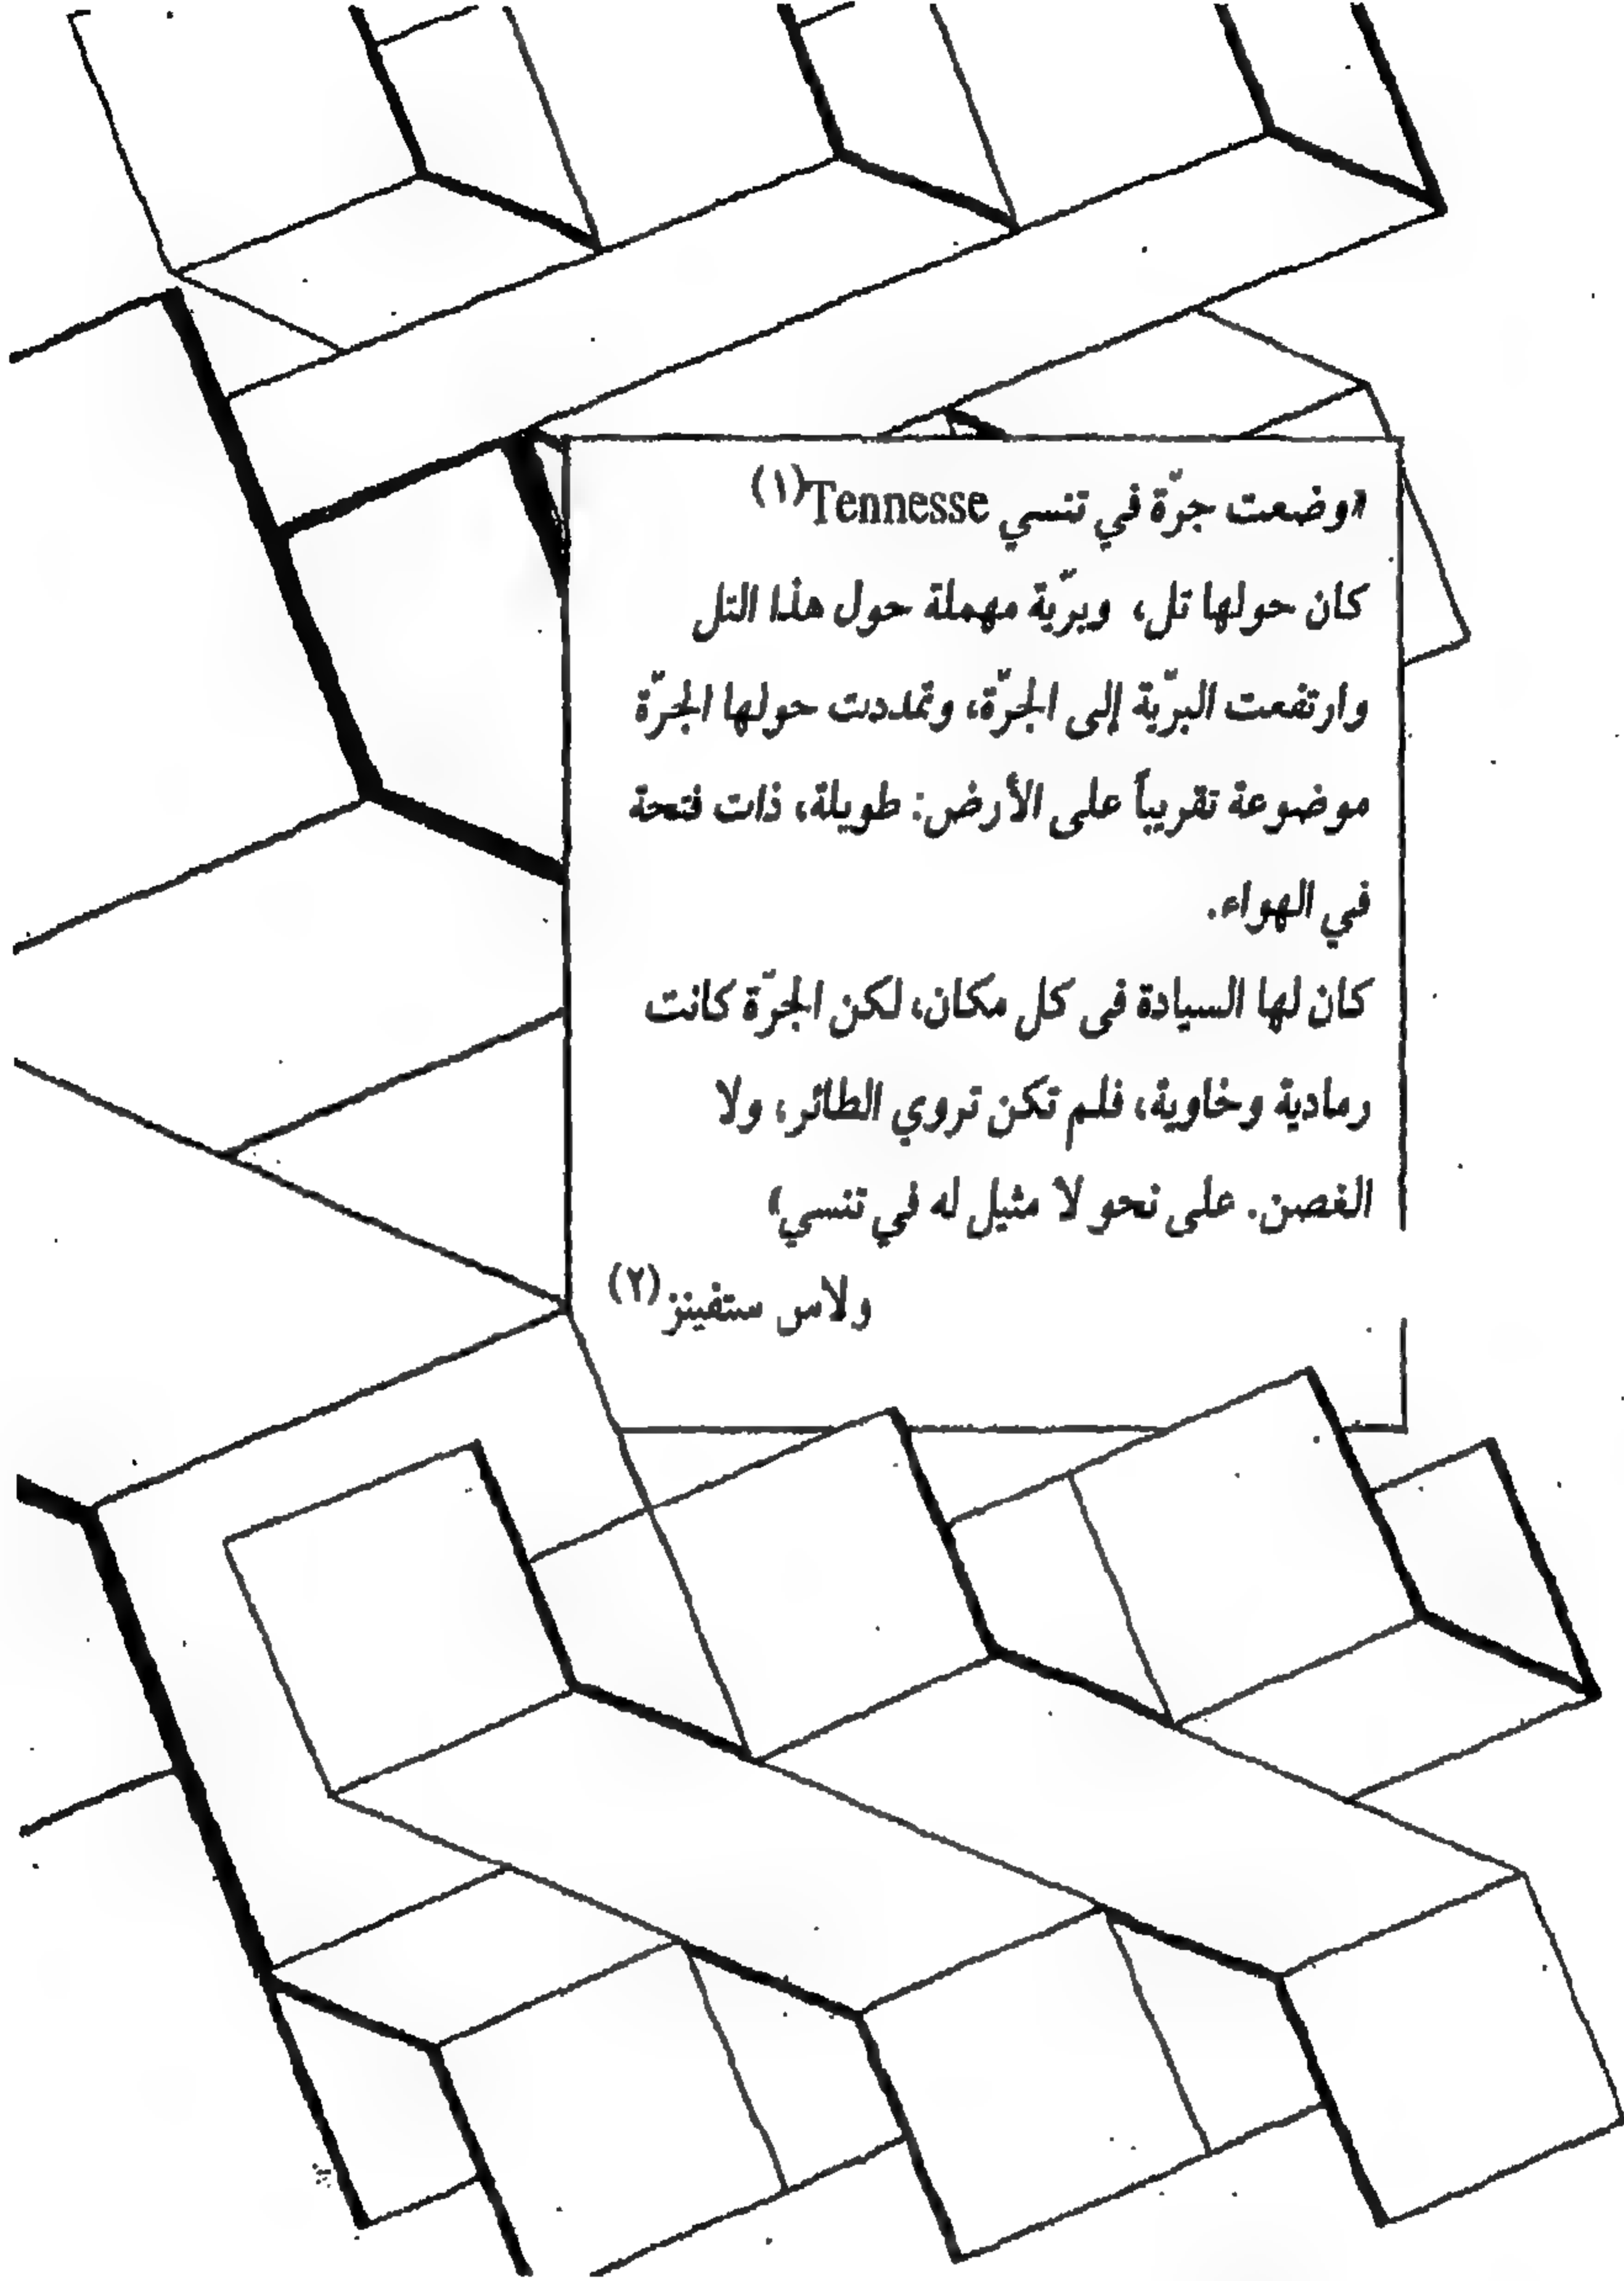 «وضعت جرّة في تنسي Tennesse(١)
كان حولها تل، وبرّية مهملة حول هذا التل
وارتفعت البرّية إلى الجرّة، وتمددت حولها الجرّة
موضوعة تقريباً على الأرض: طويلة، ذات فتحة
في الهواء.
كان لها السيادة فى كل مكان، لكن الجرّة كانت
رمادية وخاوية، فلم تكن تروي الطائر، ولا
الغصن. على نحو لا مثيل له في تنسي»
ولاس ستفينز(٢)